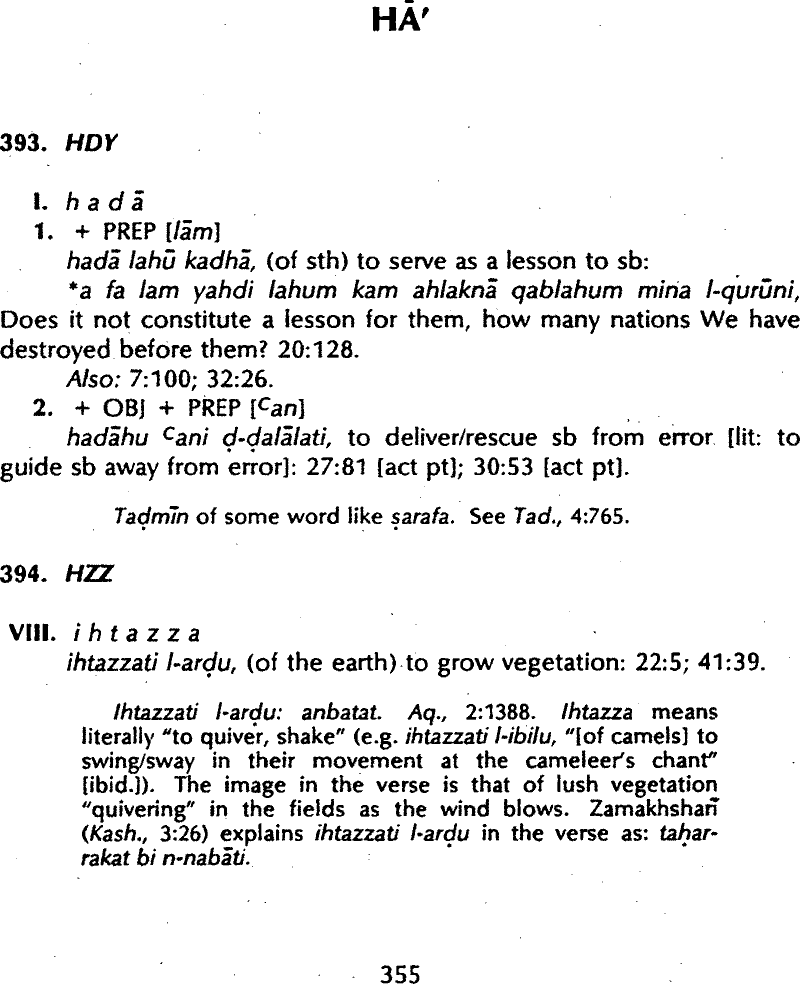 HĀ’
393. HDY
I. h a d ā
1. + PREP [lām]
hadā lahū kadhā, (of sth) to serve as a lesson to sb:
*a fa lam yahdi lahum kam ahlaknā qablahum mina l-qurūni,
Does it not constitute a lesson for them, how many nations We have
destroyed before them? 20:128.
Also: 7:100; 32:26.
2. + OBJ + PREP [ᶜan]
hadāhu ᶜani ḍ-ḍalālati, to deliver/rescue sb from error [lit: to
guide sb away from error]: 27:81 [act pt]; 30:53 [act pt].
Taḍmīn of some word like ṣarafa. See Tad., 4:765.
394. HZZ
VIII. i h t a z z a
ihtazzati l-arḍu, (of the earth) to grow vegetation: 22:5; 41:39.
Ihtazzati l-arḍu: anbatat. Aq., 2:1388. Ihtazza means
literally “to quiver, shake” (e.g. ihtazzati l-ibilu, “[of camels] to
swing/sway in their movement at the cameleer's chant”
[ibid.]). The image in the verse is that of lush vegetation
“quivering” in the fields as the wind blows. Zamakhsharī
(Kash., 3:26) explains ihtazzati l-arḍu in the verse as: taḥar-
rakat bi n-nabāti.
355